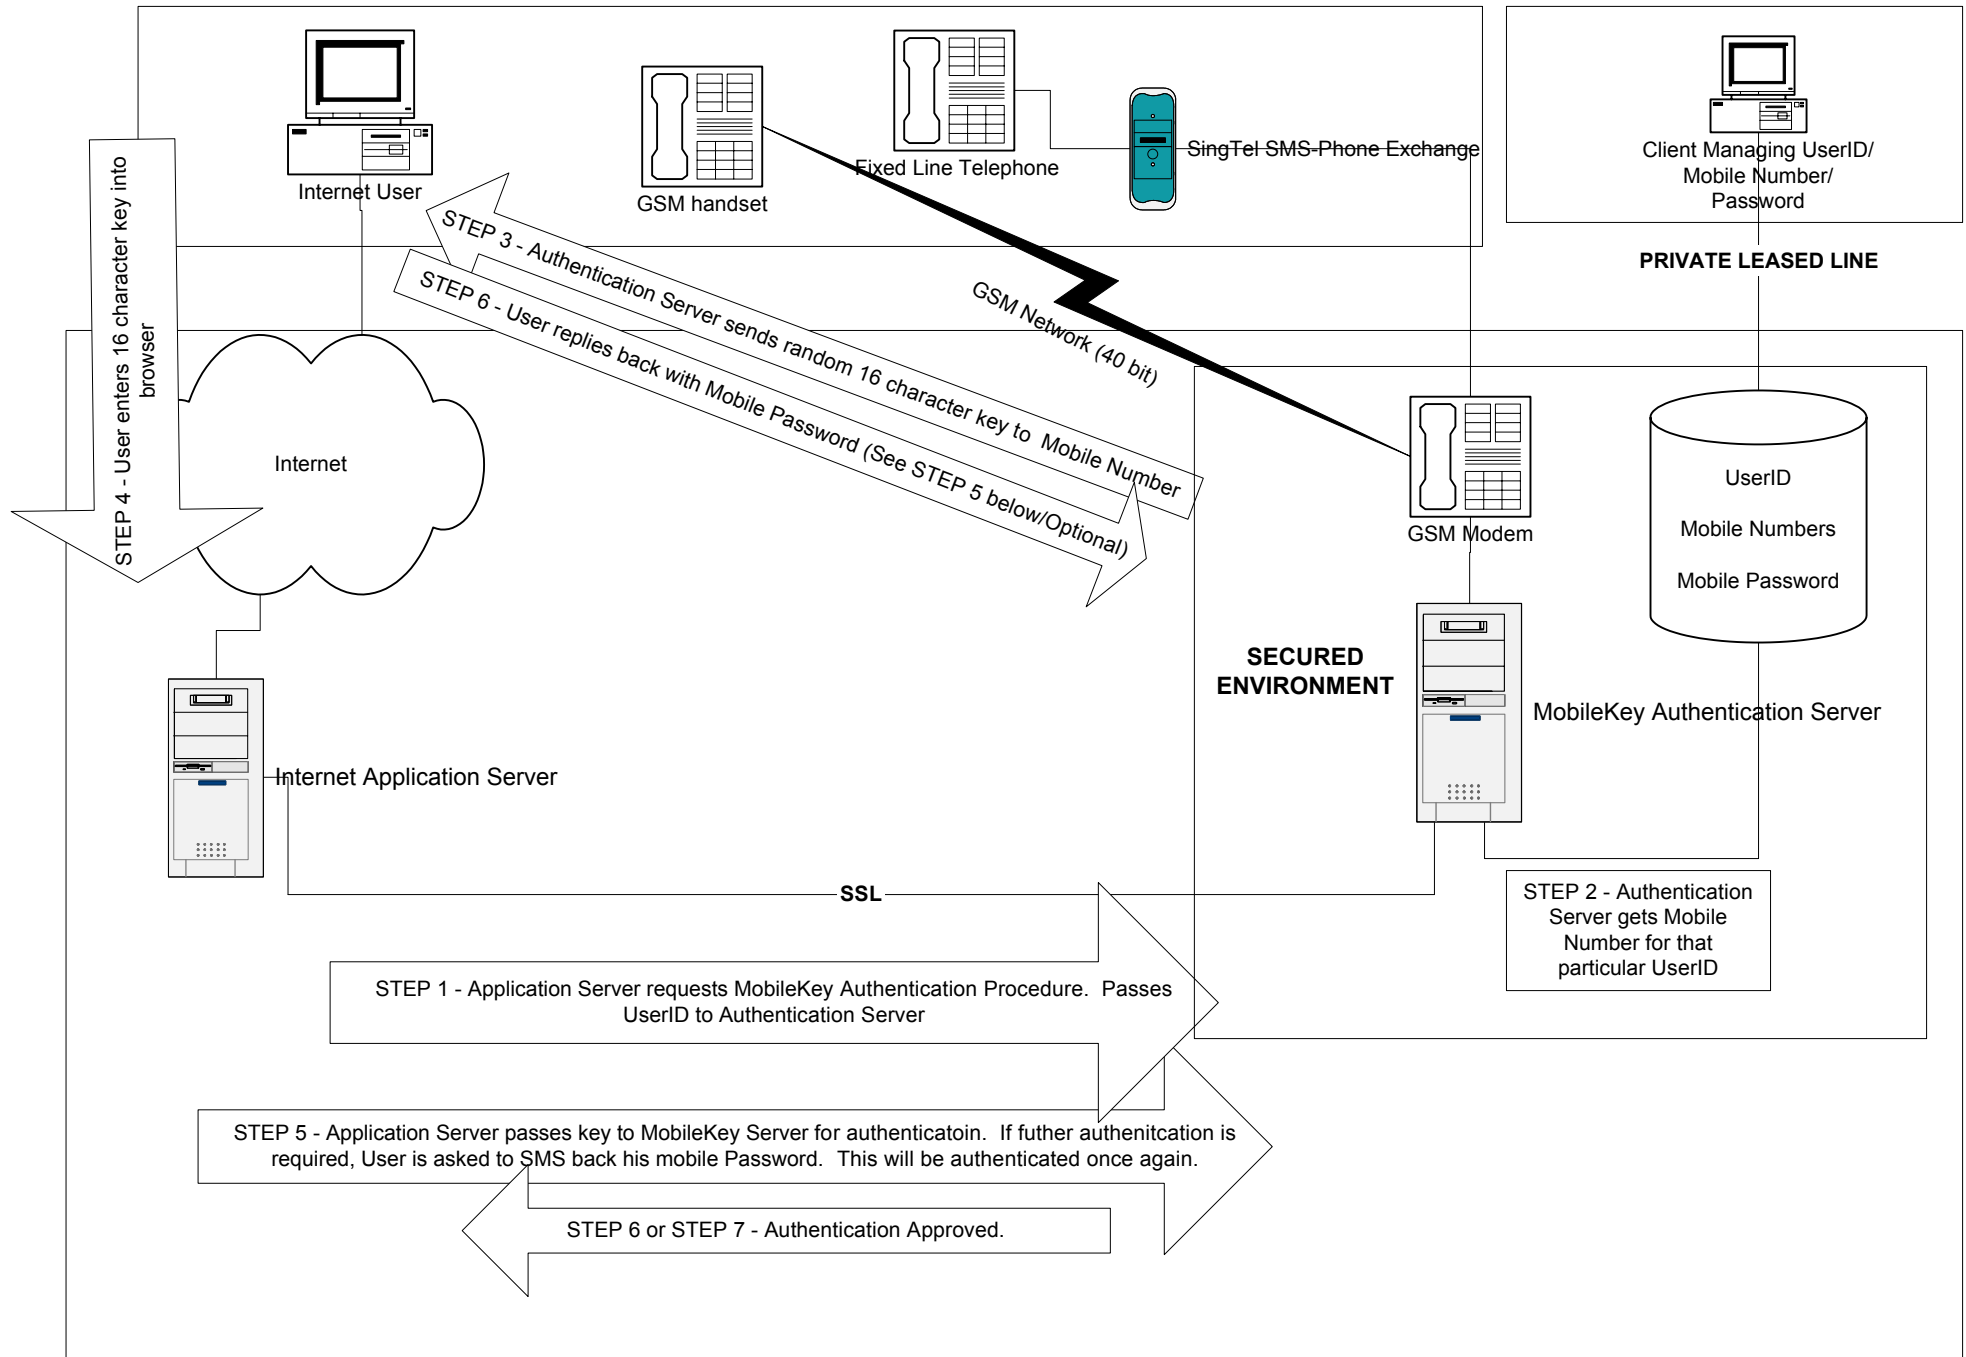 Internet User
GSM handset
Fixed Line Telephone
SingTel SMS-Phone Exchange
Client Managing UserID/
Mobile Number/
Password
PRIVATE LEASED LINE
STEP 4 - User enters 16 character key into
browser
STEP 3 - Authentication Server sends random 16 character key to  Mobile Number
STEP 6 - User replies back with Mobile Password (See STEP 5 below/Optional)
GSM Network (40 bit)
Internet
GSM Modem
UserID
Mobile Numbers
Mobile Password
SECURED
ENVIRONMENT
MobileKey Authentication Server
Internet Application Server
SSL
STEP 2 - Authentication
Server gets Mobile
Number for that
particular UserID
STEP 1 - Application Server requests MobileKey Authentication Procedure.  Passes
UserID to Authentication Server
STEP 5 - Application Server passes key to MobileKey Server for authenticatoin.  If futher authenitcation is
required, User is asked to SMS back his mobile Password.  This will be authenticated once again.
STEP 6 or STEP 7 - Authentication Approved.